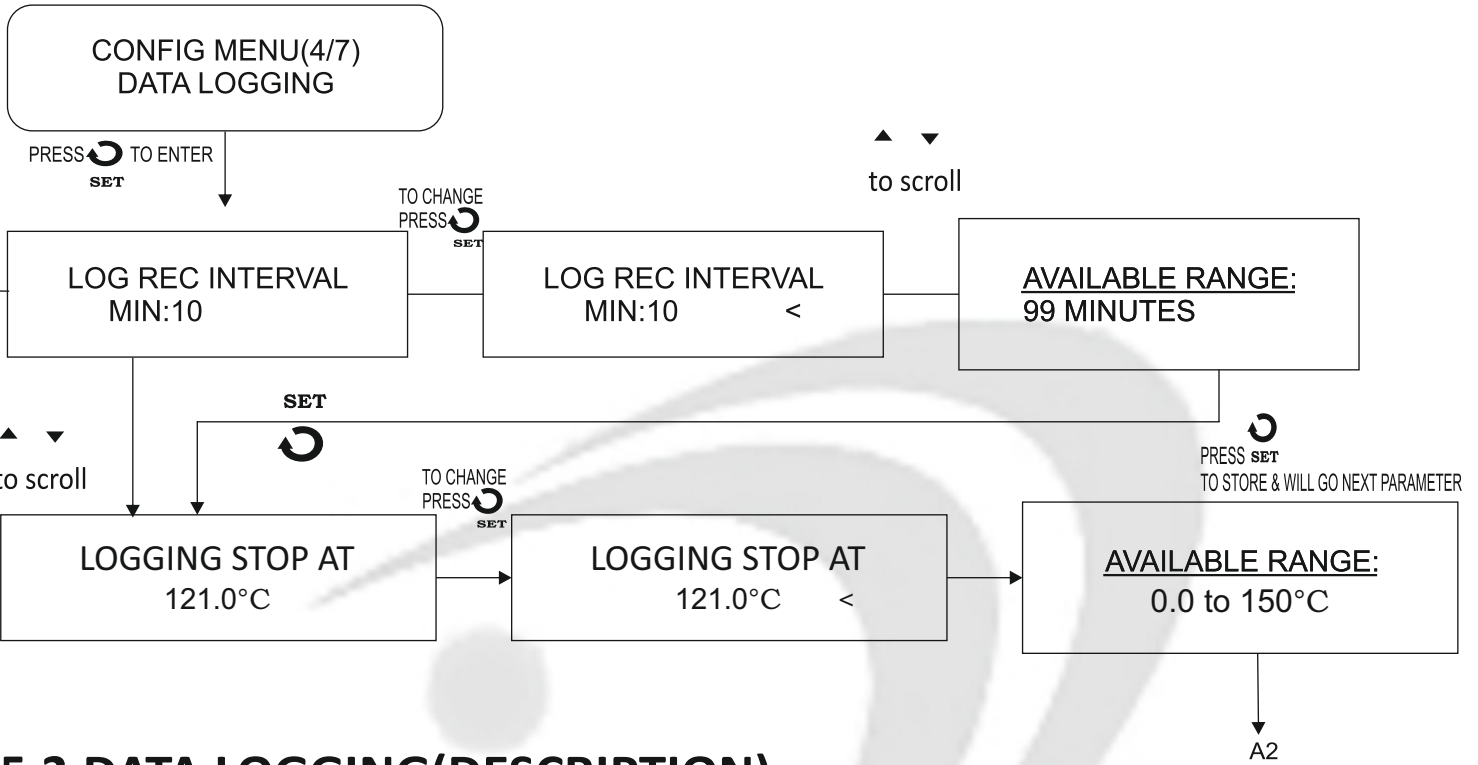 CONFIG MENU(4/7)
DATA LOGGING
PRESS TO ENTER
SET
▲ ▼
to scroll
TO CHANGE
PRESS
SET
LOG REC INTERVAL
MIN:10
LOG REC INTERVAL
MIN:10 <
AVAILABLE RANGE:
99 MINUTES
SET
▲ ▼
to scroll
PRESS SET
TO STORE & WILL GO NEXT PARAMETER
TO CHANGE
PRESS
SET
LOGGING STOP AT
121.0°C
LOGGING STOP AT
121.0°C <
AVAILABLE RANGE:
0.0 to 150°C
A2
DATA LOGGING(DESCRIPTION)